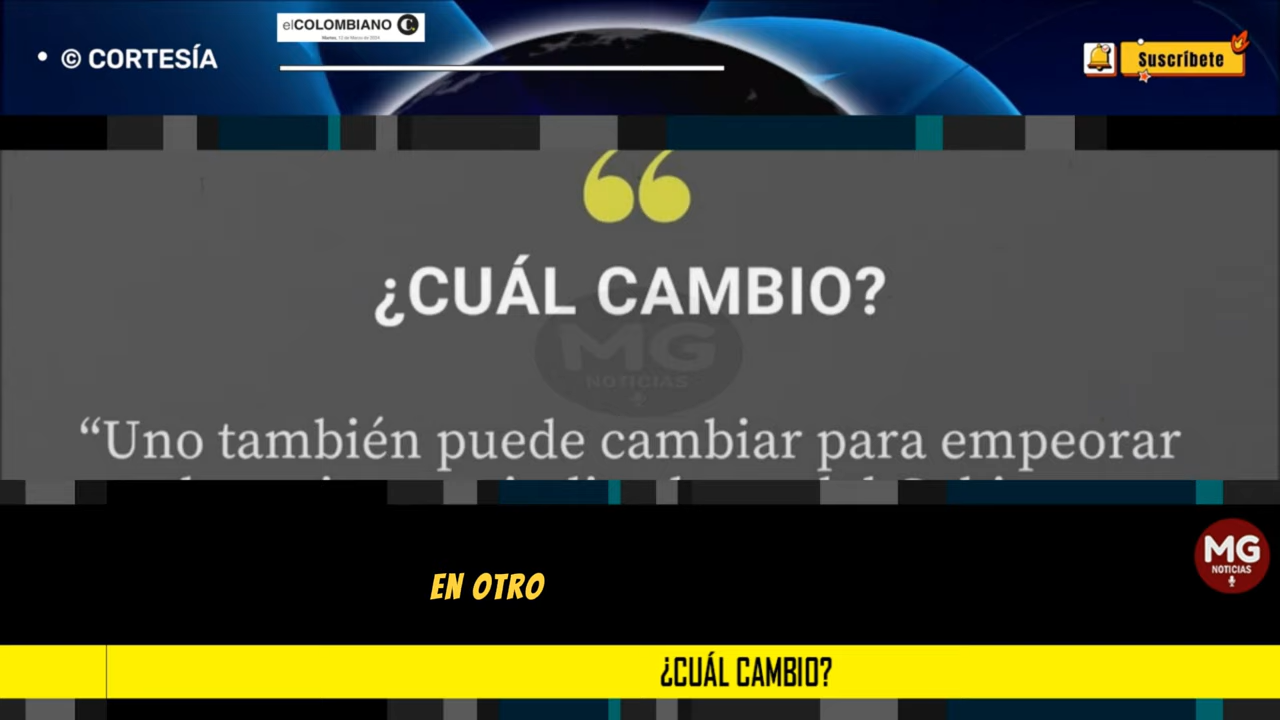 elCOLOMBIANO
• © CORTESÍA
Suscríbete
¿CUÁL CAMBIO?
MG
NOTICIAS
“Uno también puede cambiar para empeorar
MG
NOTICIAS
EN OTRO
¿CUÁL CAMBIO?